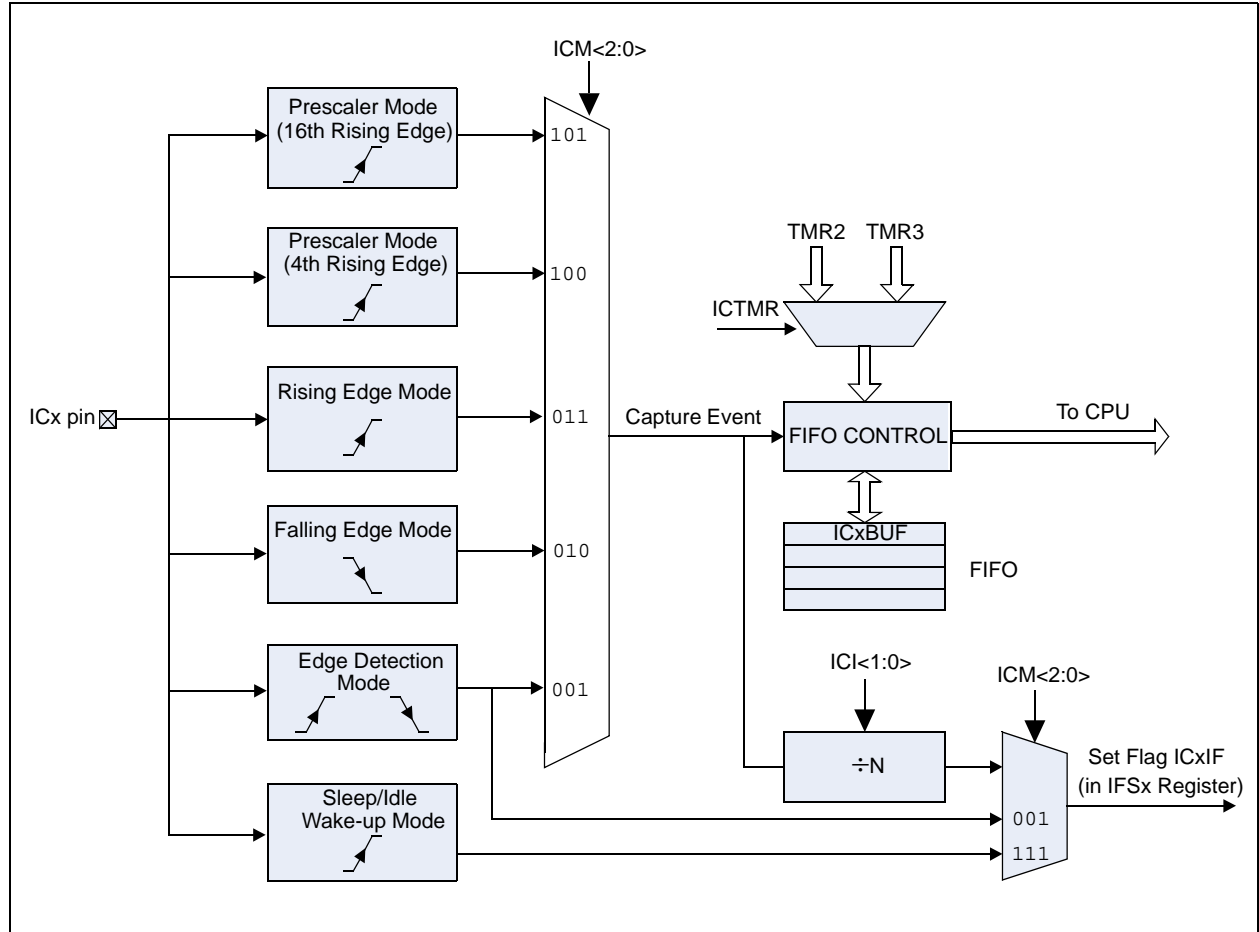 ICM<2:0>
Prescaler Mode
(16th Rising Edge)
101
Prescaler Mode
(4th Rising Edge)
100
TMR2
TMR3
ICTMR
Rising Edge Mode
ICx pin
011
Capture Event
FIFO CONTROL
To CPU
Falling Edge Mode
010
ICxBUF
FIFO
Edge Detection
Mode
001
ICI<1:0>
ICM<2:0>
÷N
Set Flag ICxIF
(in IFSx Register)
Sleep/Idle
Wake-up Mode
001
111